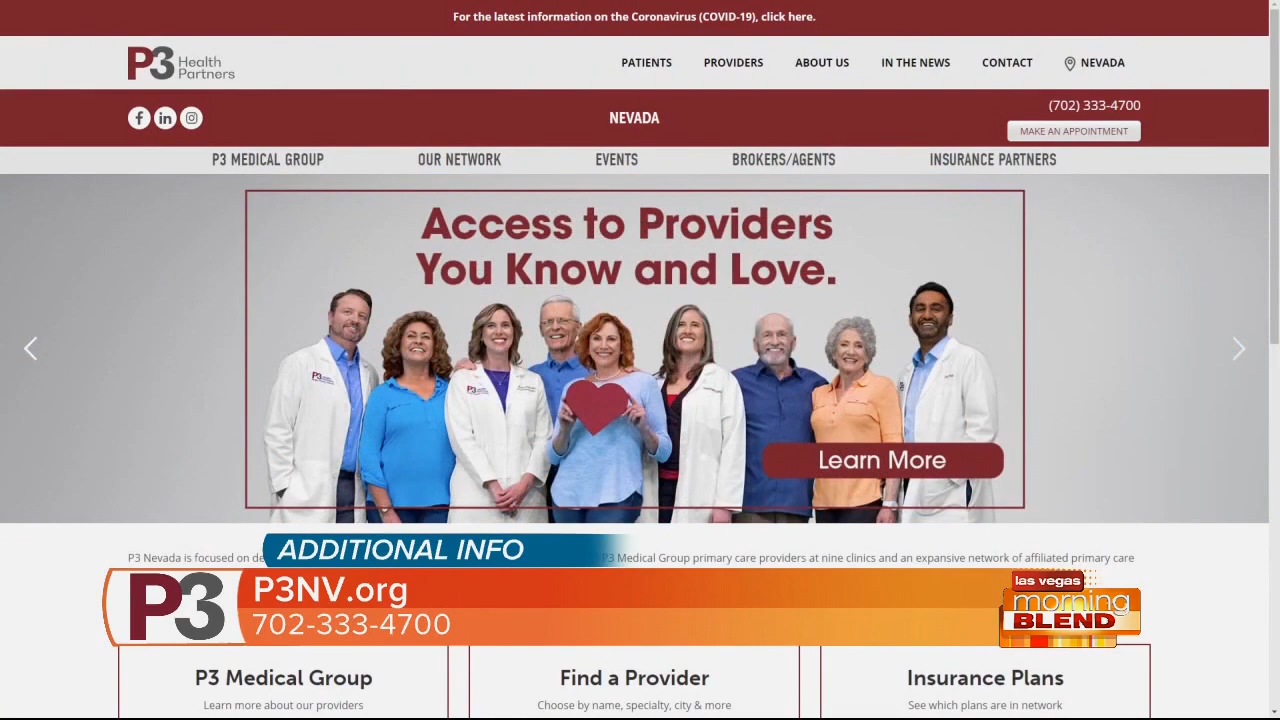 For the latest information on the Coronavirus (COVID-19), click here.
P3 Health Partners
PATIENTS PROVIDERS ABOUT US IN THE NEWS CONTACT NEVADA
NEVADA
(702) 333-4700
MAKE AN APPOINTMENT
P3 MEDICAL GROUP OUR NETWORK EVENTS BROKERS/AGENTS INSURANCE PARTNERS
Access to Providers
You Know and Love.
Learn More
P3 Nevada is focused on P3 Medical Group primary care providers at nine clinics and an expansive network of affiliated primary care
ADDITIONAL INFO
P3
P3NV.org
702-333-4700
las vegas
morning
BLEND
P3 Medical Group Find a Provider Insurance Plans
Learn more about our providers Choose by name, specialty, city & more See which plans are in network